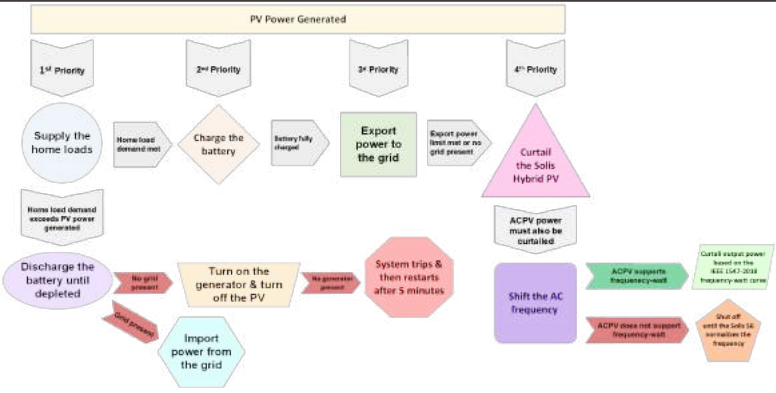 PV Power Generated
1st Priority
2nd Priority
3rd Priority
4th Priority
Supply the
home loads
Home load
demand met
Charge the
battery
Battery fully
charged
Export
power to
the grid
Export power
limit met or no
grid present
Curtail
the Solis
Hybrid PV
Home load demand
exceeds PV power
generated
ACPV power
must also be
curtailed
Discharge the
battery until
depleted
No grid
present
Turn on the
generator & turn
off the PV
No generator
present
System trips &
then restarts
after 5 minutes
Shift the AC
frequency
ACPV supports
frequenecy-watt
Curtail output power
based on the
IEEE 1547-2018
frequency-watt curve
Grid present
Import
power from
the grid
ACPV does not support
frequency-watt
Shut off
until the Solis S6
normalizes the
frequency